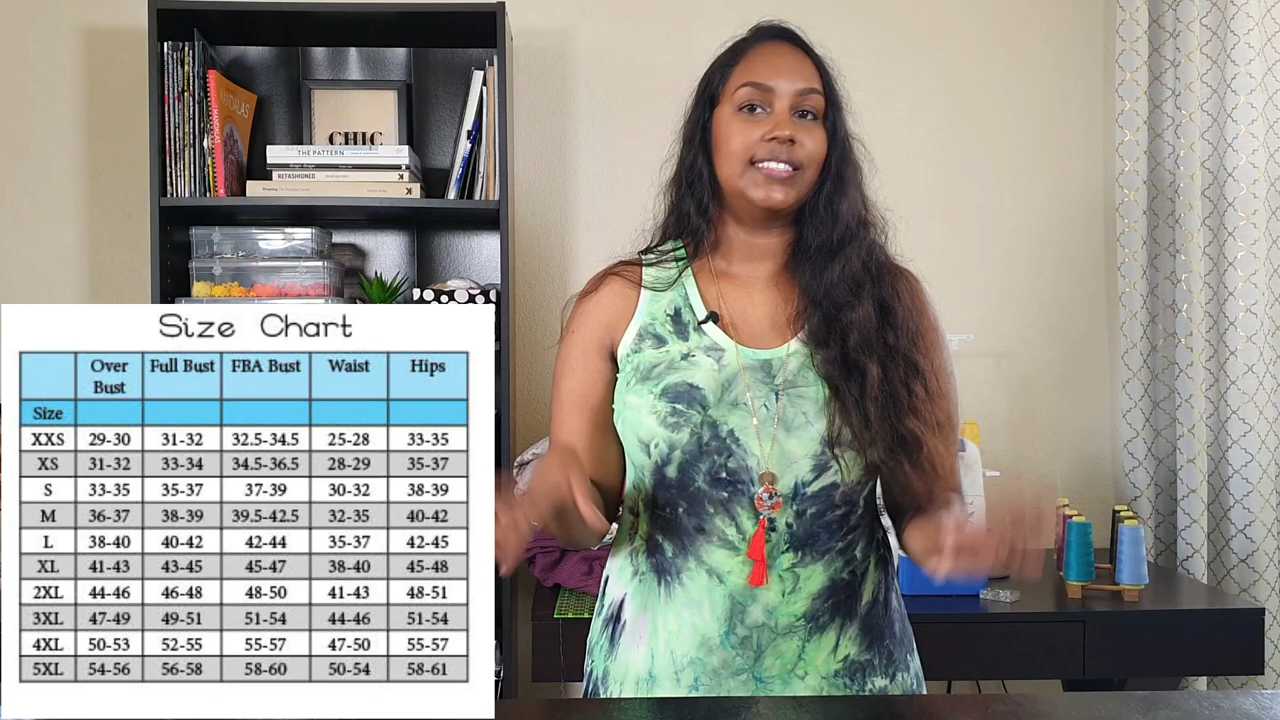 MANDALAS
MANDALAS
CHIC
THE PATTERN
REFASHIONED
Size Chart
Over Bust Full Bust FBA Bust Waist Hips
Size
XXS 29-30 31-32 32.5-34.5 25-28 33-35
XS 31-32 33-34 34.5-36.5 28-29 35-37
S 33-35 35-37 37-39 30-32 38-39
M 36-37 38-39 39.5-42.5 32-35 40-42
L 38-40 40-42 42-44 35-37 42-45
XL 41-43 43-45 45-47 38-40 45-48
2XL 44-46 46-48 48-50 41-43 48-51
3XL 47-49 49-51 51-54 44-46 51-54
4XL 50-53 52-55 55-57 47-50 55-57
5XL 54-56 56-58 58-60 50-54 58-61